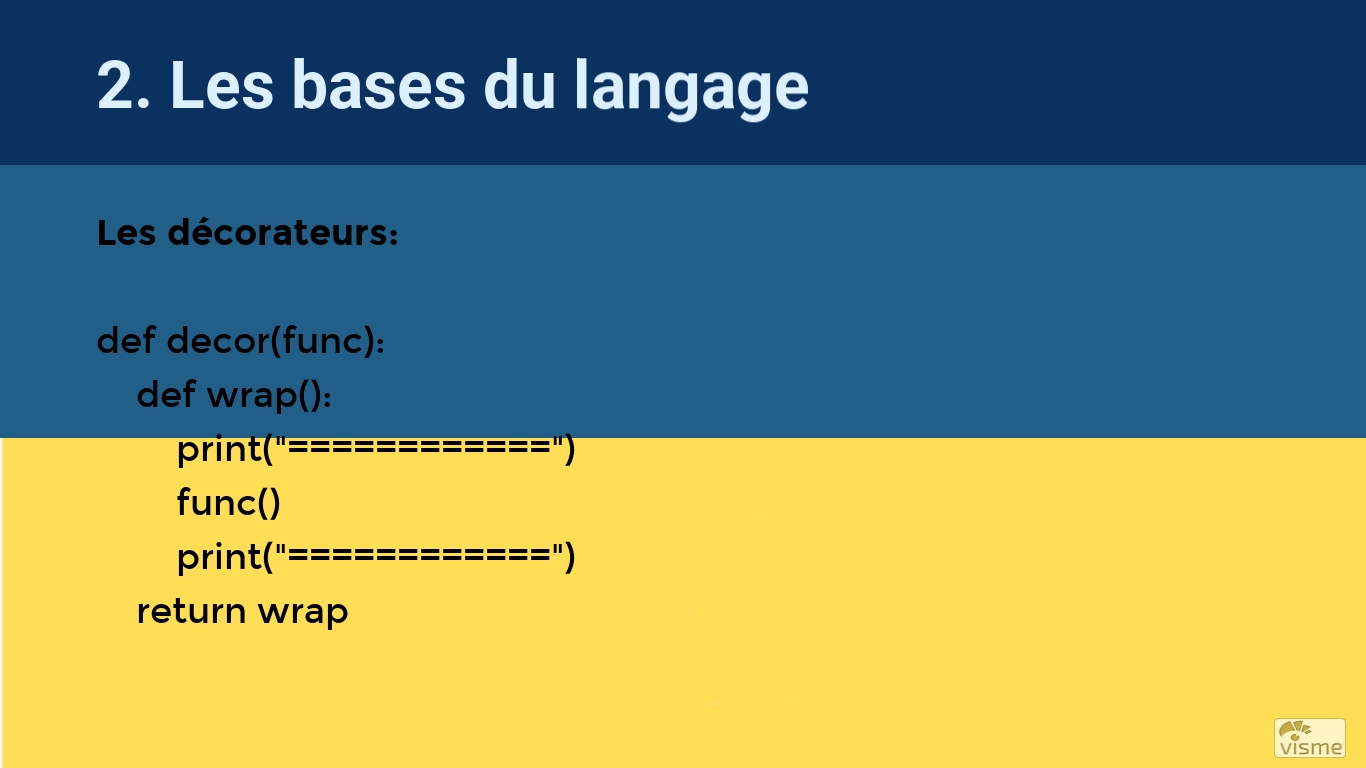 2. Les bases du langage
Les décorateurs:
def decor(func):
def wrap():
print("============")
func()
print("============")
return wrap
visme